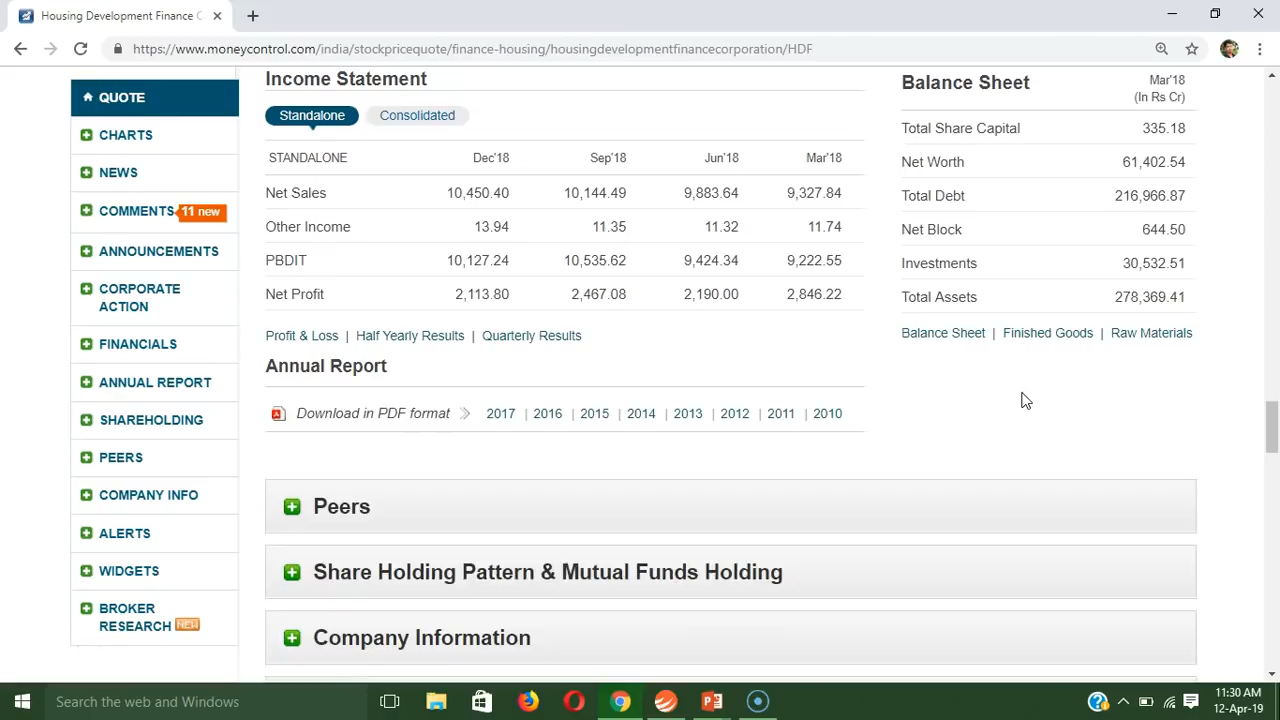 Housing Development Finance C
https://www.moneycontrol.com/india/stockpricequote/finance-housing/housingdevelopmentfinancecorporation/HDF
QUOTE
CHARTS
NEWS
COMMENTS 11 new
ANNOUNCEMENTS
CORPORATE
ACTION
FINANCIALS
ANNUAL REPORT
SHAREHOLDING
PEERS
COMPANY INFO
ALERTS
WIDGETS
BROKER
RESEARCH NEW
Income Statement
Standalone Consolidated
STANDALONE Dec'18 Sep'18 Jun'18 Mar'18
Net Sales 10,450.40 10,144.49 9,883.64 9,327.84
Other Income 13.94 11.35 11.32 11.74
PBDIT 10,127.24 10,535.62 9,424.34 9,222.55
Net Profit 2,113.80 2,467.08 2,190.00 2,846.22
Profit & Loss | Half Yearly Results | Quarterly Results
Annual Report
Download in PDF format 2017 | 2016 | 2015 | 2014 | 2013 | 2012 | 2011 | 2010
Balance Sheet Mar'18
(In Rs Cr)
Total Share Capital 335.18
Net Worth 61,402.54
Total Debt 216,966.87
Net Block 644.50
Investments 30,532.51
Total Assets 278,369.41
Balance Sheet | Finished Goods | Raw Materials
Peers
Share Holding Pattern & Mutual Funds Holding
Company Information
Search the web and Windows
11:30 AM
12-Apr-19